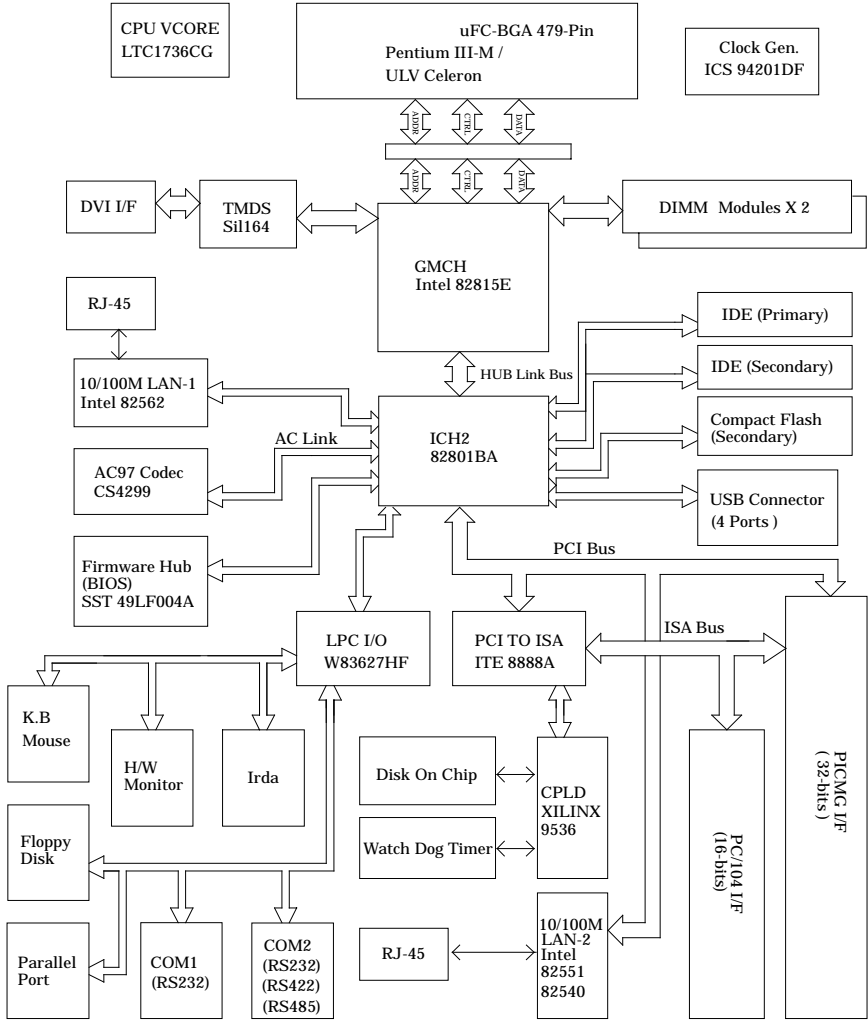 CPU VCORE
LTC1736CG
uFC-BGA 479-Pin
Pentium III-M /
ULV Celeron
Clock Gen.
ICS 94201DF
ADDR
CTRL
DATA
ADDR
CTRL
DATA
DVI I/F
TMDS
Sil164
DIMM Modules X 2
GMCH
Intel 82815E
RJ-45
IDE (Primary)
HUB Link Bus
IDE (Secondary)
10/100M LAN-1
Intel 82562
AC Link
ICH2
82801BA
Compact Flash
(Secondary)
AC97 Codec
CS4299
USB Connector
(4 Ports )
PCI Bus
Firmware Hub
(BIOS)
SST 49LF004A
LPC I/O
W83627HF
PCI TO ISA
ITE 8888A
ISA Bus
K.B
Mouse
H/W
Monitor
Irda
Disk On Chip
CPLD
XILINX
9536
Watch Dog Timer
PICMG I/F
( 32-bits )
PC/104 I/F
(16-bits)
Floppy
Disk
Parallel
Port
COM1
(RS232)
COM2
(RS232)
(RS422)
(RS485)
RJ-45
10/100M
LAN-2
Intel
82551
82540